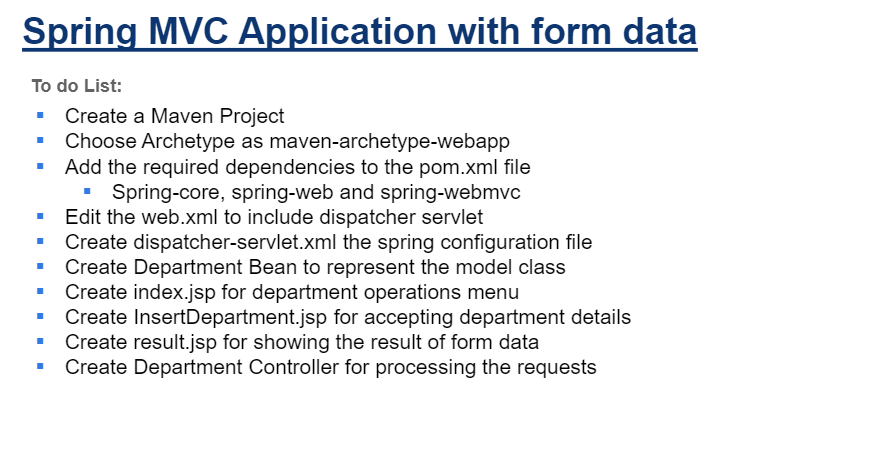 Spring MVC Application with form data
To do List:
Create a Maven Project
Choose Archetype as maven-archetype-webapp
Add the required dependencies to the pom.xml file
Spring-core, spring-web and spring-webmvc
Edit the web.xml to include dispatcher servlet
Create dispatcher-servlet.xml the spring configuration file
Create Department Bean to represent the model class
Create index.jsp for department operations menu
Create InsertDepartment.jsp for accepting department details
Create result.jsp for showing the result of form data
Create Department Controller for processing the requests